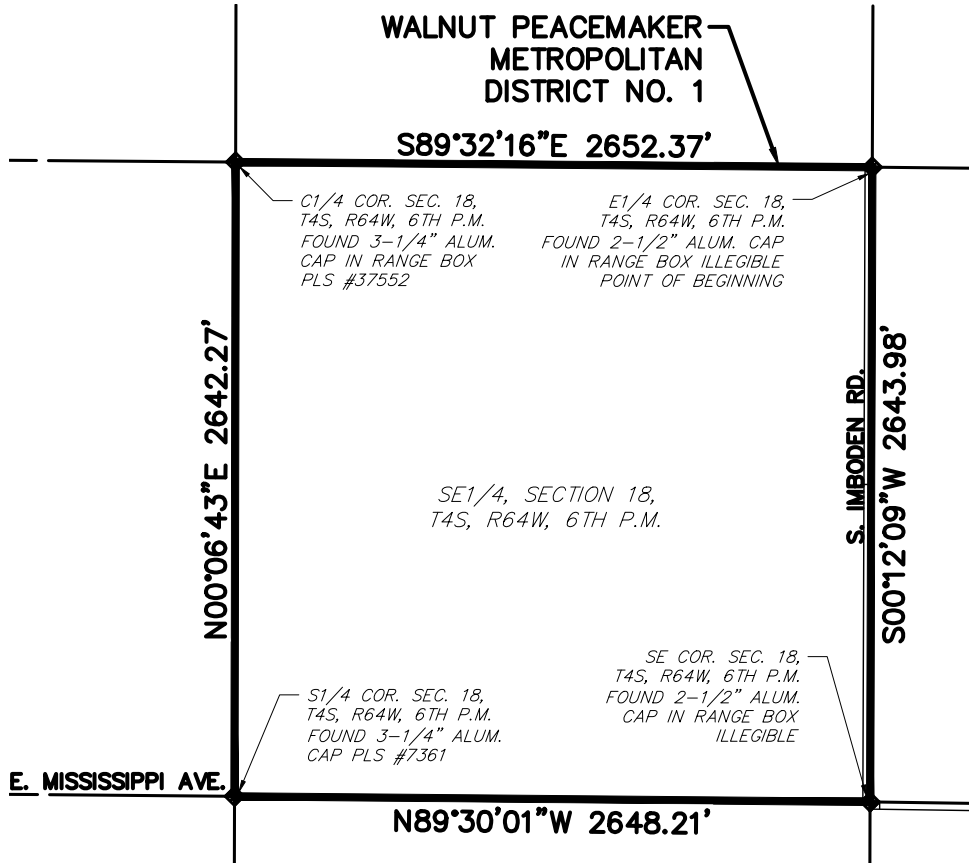 WALNUT PEACEMAKER
METROPOLITAN
DISTRICT NO. 1
S89°32'16"E 2652.37'
C1/4 COR. SEC. 18,
T4S, R64W, 6TH P.M.
FOUND 3-1/4" ALUM.
CAP IN RANGE BOX
PLS #37552
E1/4 COR. SEC. 18,
T4S, R64W, 6TH P.M.
FOUND 2-1/2" ALUM. CAP
IN RANGE BOX ILLEGIBLE
POINT OF BEGINNING
N00°06'43"E 2642.27'
S. IMBODEN RD.
S00°12'09"W 2643.98'
SE1/4, SECTION 18,
T4S, R64W, 6TH P.M.
S1/4 COR. SEC. 18,
T4S, R64W, 6TH P.M.
FOUND 3-1/4" ALUM.
CAP PLS #7361
SE COR. SEC. 18,
T4S, R64W, 6TH P.M.
FOUND 2-1/2" ALUM.
CAP IN RANGE BOX
ILLEGIBLE
E. MISSISSIPPI AVE.
N89°30'01"W 2648.21'